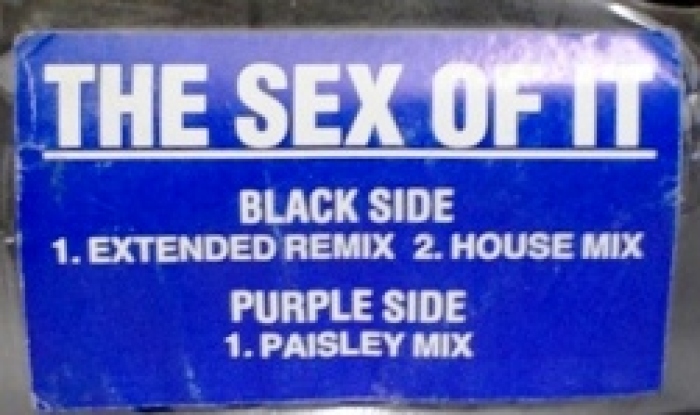 THE SEX OF IT
BLACK SIDE
1. EXTENDED REMIX 2. HOUSE MIX
PURPLE SIDE
1. PAISLEY MIX